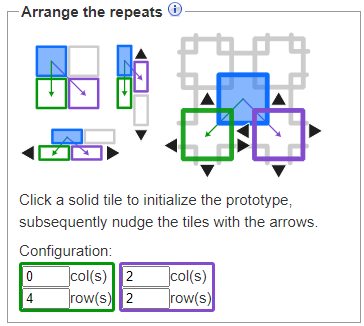 Arrange the repeats i
Click a solid tile to initialize the prototype,
subsequently nudge the tiles with the arrows.
Configuration:
0 col(s) 2 col(s)
4 row(s) 2 row(s)